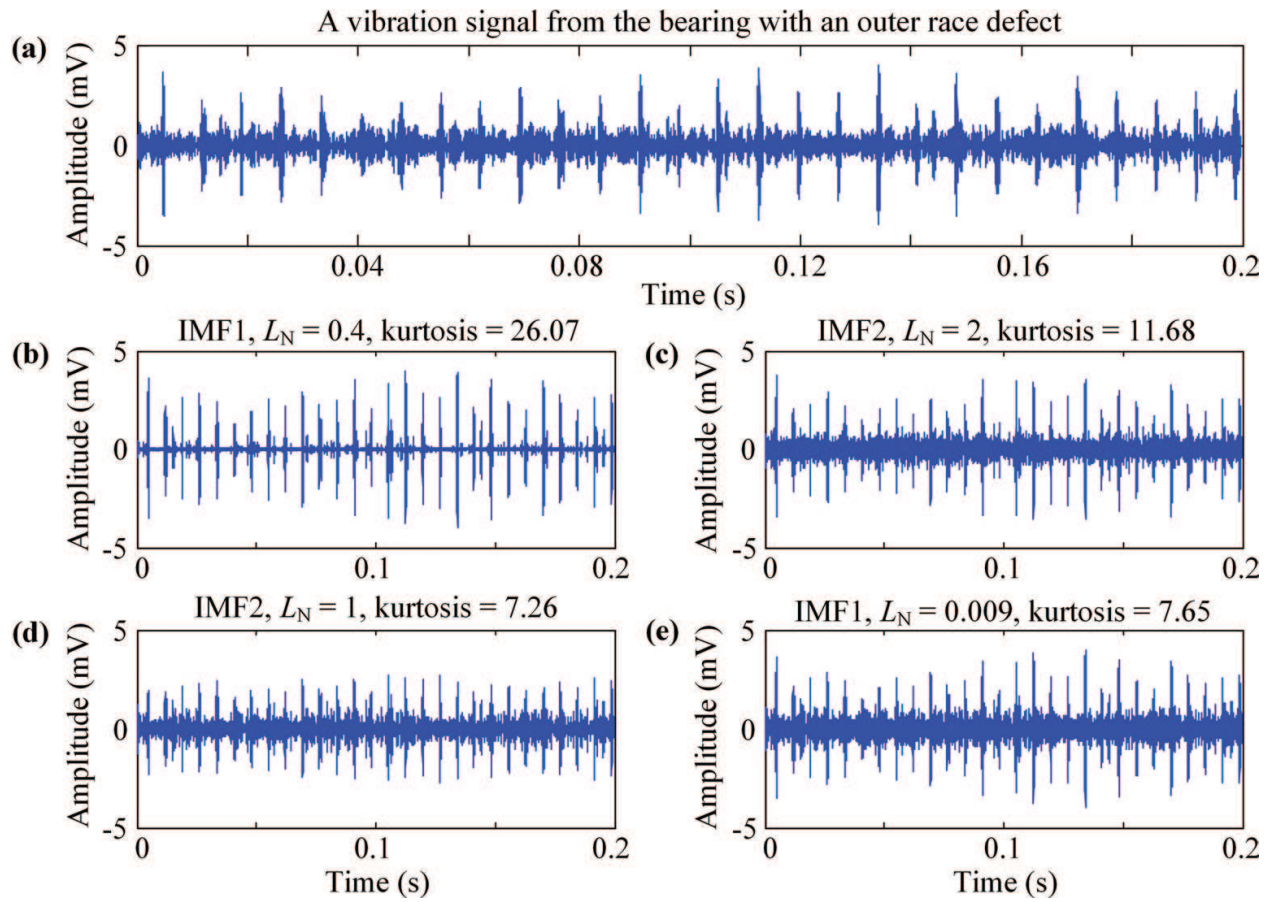 A vibration signal from the bearing with an outer race defect
(a)
Amplitude (mV)
5
0
-5
0 0.04 0.08 0.12 0.16 0.2
Time (s)
IMF1, L_N = 0.4, kurtosis = 26.07
(b)
Amplitude (mV)
5
0
-5
0 0.1 0.2
IMF2, L_N = 2, kurtosis = 11.68
(c)
Amplitude (mV)
5
0
-5
0 0.1 0.2
IMF2, L_N = 1, kurtosis = 7.26
(d)
Amplitude (mV)
5
0
-5
0 0.1 0.2
Time (s)
IMF1, L_N = 0.009, kurtosis = 7.65
(e)
Amplitude (mV)
5
0
-5
0 0.1 0.2
Time (s)